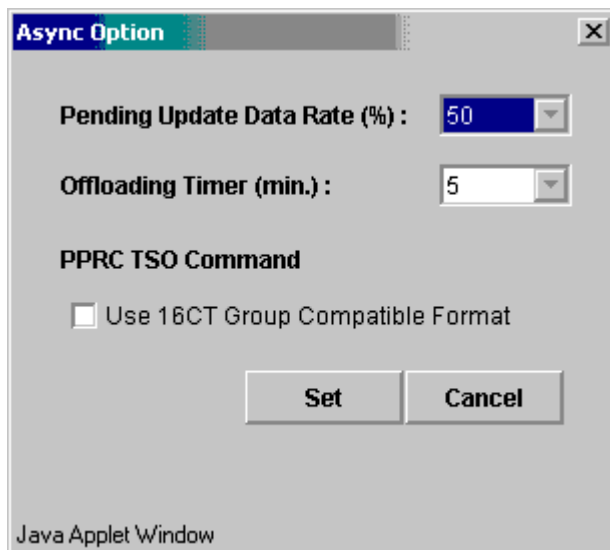 Async Option
Pending Update Data Rate (%) : 50
Offloading Timer (min.) : 5
PPRC TSO Command
Use 16CT Group Compatible Format
Set Cancel
Java Applet Window